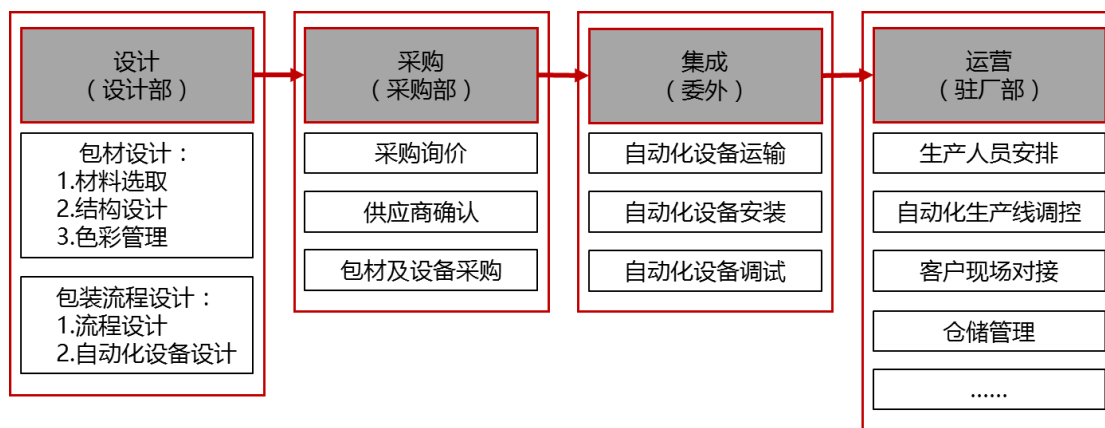 设计
（设计部）
包材设计：
1.材料选取
2.结构设计
3.色彩管理
包装流程设计：
1.流程设计
2.自动化设备设计
采购
（采购部）
采购询价
供应商确认
包材及设备采购
集成
（委外）
自动化设备运输
自动化设备安装
自动化设备调试
运营
（驻厂部）
生产人员安排
自动化生产线调控
客户现场对接
仓储管理
......